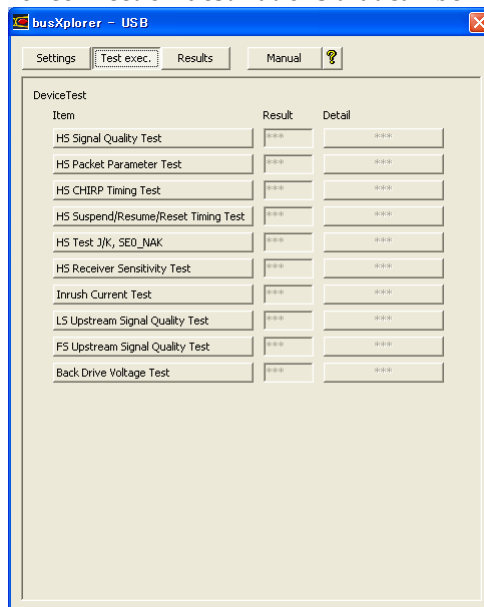 busXplorer - USB
Settings Test exec. Results Manual ?
DeviceTest
Item Result Detail
HS Signal Quality Test *** ***
HS Packet Parameter Test *** ***
HS CHIRP Timing Test *** ***
HS Suspend/Resume/Reset Timing Test *** ***
HS Test J/K, SE0_NAK *** ***
HS Receiver Sensitivity Test *** ***
Inrush Current Test *** ***
LS Upstream Signal Quality Test *** ***
FS Upstream Signal Quality Test *** ***
Back Drive Voltage Test *** ***